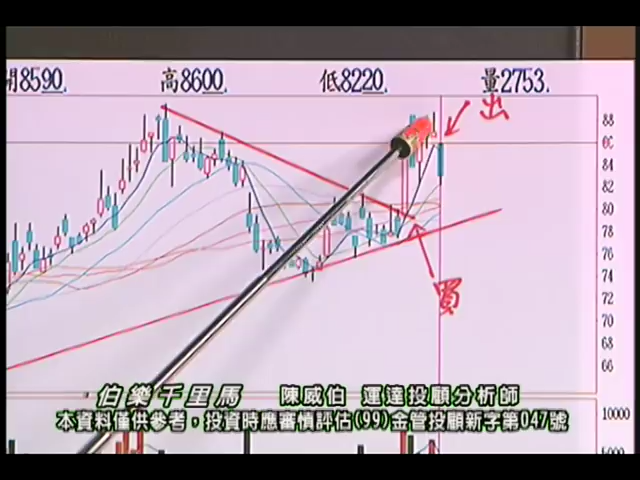 開8590. 高8600. 低8220. 量2753.
出
88
86
84
82
80
78
76
74
72
70
68
66
買
10000
5000
伯樂千里馬 陳威伯 運達投顧分析師
本資料僅供參考，投資時應審慎評估(99)金管投顧新字第047號